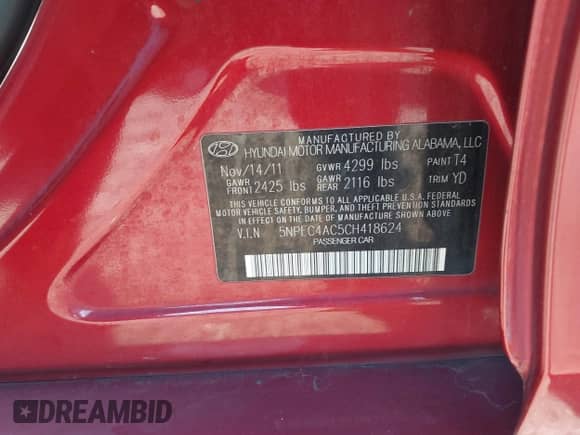 MANUFACTURED BY
HYUNDAI MOTOR MANUFACTURING ALABAMA, LLC
Nov/14/11 GVWR 4299 lbs PAINT T4
GAWR FRONT 2425 lbs GAWR REAR 2116 lbs TRIM YD
THIS VEHICLE CONFORMS TO ALL APPLICABLE U.S.A. FEDERAL
MOTOR VEHICLE SAFETY, BUMPER, AND THEFT PREVENTION STANDARDS
IN EFFECT ON THE DATE OF MANUFACTURE SHOWN ABOVE.
V.I.N 5NPEC4AC5CH418624
PASSENGER CAR
DREAMBID